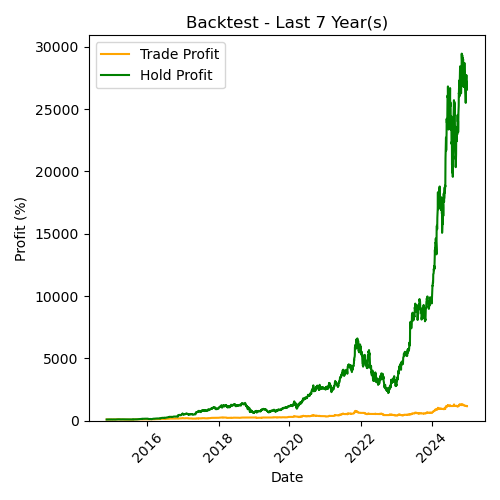 Backtest - Last 7 Year(s)
Trade Profit
Hold Profit
Profit (%)
30000
25000
20000
15000
10000
5000
0
2016
2018
2020
2022
2024
Date